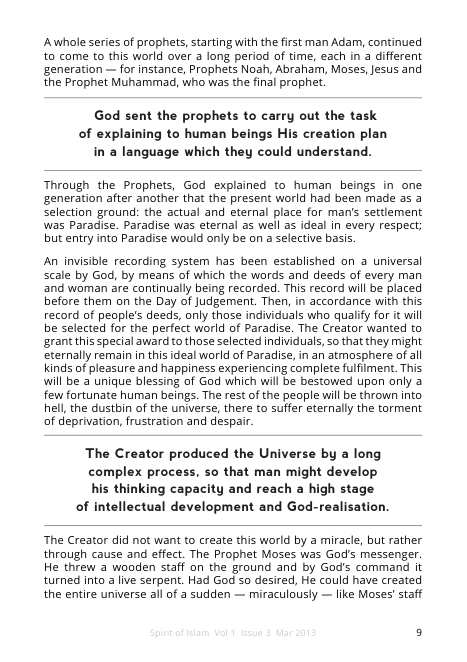 A whole series of prophets, starting with the first man Adam, continued
to come to this world over a long period of time, each in a different
generation — for instance, Prophets Noah, Abraham, Moses, Jesus and
the Prophet Muhammad, who was the final prophet.
God sent the prophets to carry out the task
of explaining to human beings His creation plan
in a language which they could understand.
Through the Prophets, God explained to human beings in one
generation after another that the present world had been made as a
selection ground: the actual and eternal place for man’s settlement
was Paradise. Paradise was eternal as well as ideal in every respect;
but entry into Paradise would only be on a selective basis.
An invisible recording system has been established on a universal
scale by God, by means of which the words and deeds of every man
and woman are continually being recorded. This record will be placed
before them on the Day of Judgement. Then, in accordance with this
record of people’s deeds, only those individuals who qualify for it will
be selected for the perfect world of Paradise. The Creator wanted to
grant this special award to those selected individuals, so that they might
eternally remain in this ideal world of Paradise, in an atmosphere of all
kinds of pleasure and happiness experiencing complete fulfilment. This
will be a unique blessing of God which will be bestowed upon only a
few fortunate human beings. The rest of the people will be thrown into
hell, the dustbin of the universe, there to suffer eternally the torment
of deprivation, frustration and despair.
The Creator produced the Universe by a long
complex process, so that man might develop
his thinking capacity and reach a high stage
of intellectual development and God-realisation.
The Creator did not want to create this world by a miracle, but rather
through cause and effect. The Prophet Moses was God’s messenger.
He threw a wooden staff on the ground and by God’s command it
turned into a live serpent. Had God so desired, He could have created
the entire universe all of a sudden — miraculously — like Moses’ staff
Spirit of Islam Vol 1 Issue 3 Mar 2013 9